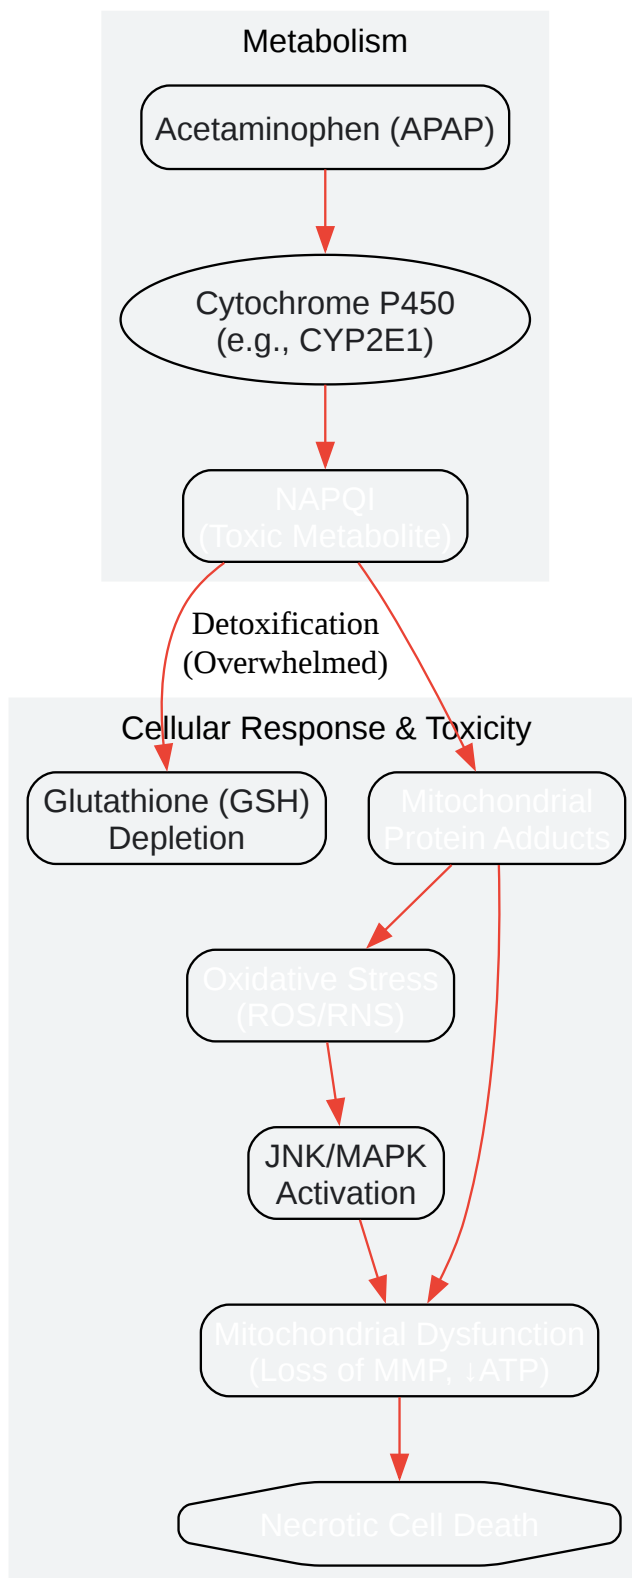 Metabolism
Acetaminophen (APAP)
Cytochrome P450
(e.g., CYP2E1)
NAPQI
(Toxic Metabolite)
Detoxification
(Overwhelmed)
Cellular Response & Toxicity
Glutathione (GSH)
Depletion
Mitochondrial
Protein Adducts
Oxidative Stress
(ROS/RNS)
JNK/MAPK
Activation
Mitochondrial Dysfunction
(Loss of MMP, ↓ATP)
Necrotic Cell Death